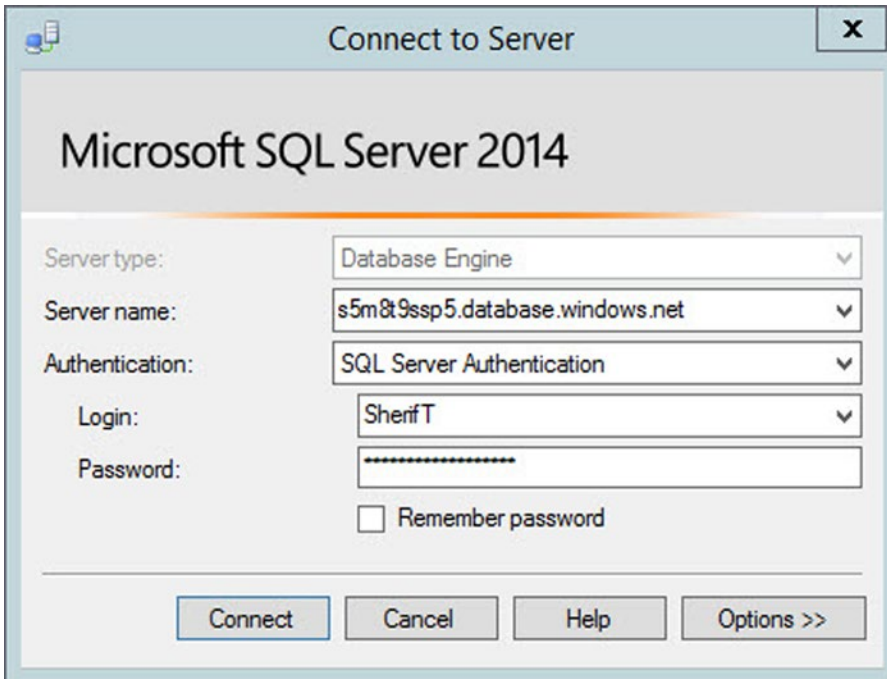 Connect to Server
x
Microsoft SQL Server 2014
Server type: Database Engine
Server name: s5m8t9ssp5.database.windows.net
Authentication: SQL Server Authentication
Login: SherifT
Password: ******************
Remember password
Connect Cancel Help Options >>